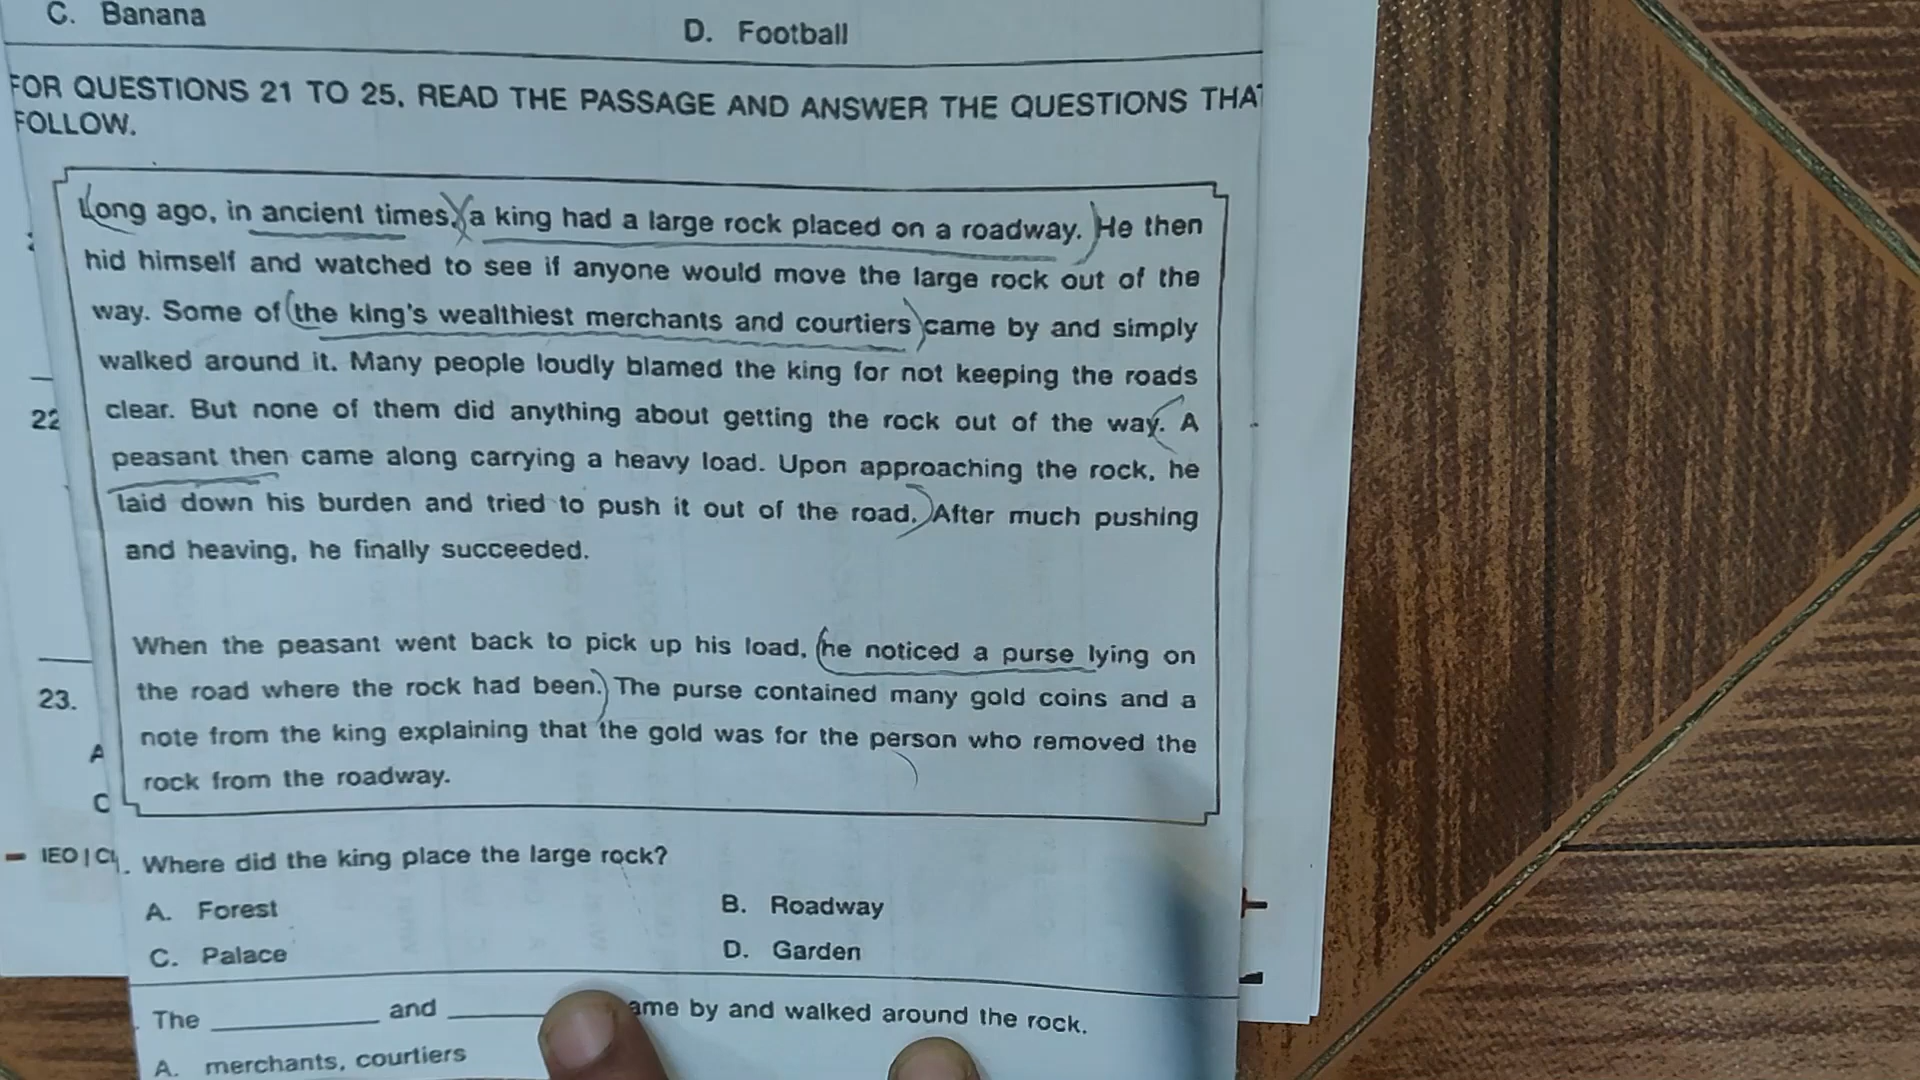 C. Banana
D. Football
FOR QUESTIONS 21 TO 25, READ THE PASSAGE AND ANSWER THE QUESTIONS THAT
FOLLOW.
Long ago, in ancient times, a king had a large rock placed on a roadway. He then
hid himself and watched to see if anyone would move the large rock out of the
way. Some of the king's wealthiest merchants and courtiers came by and simply
walked around it. Many people loudly blamed the king for not keeping the roads
clear. But none of them did anything about getting the rock out of the way. A
peasant then came along carrying a heavy load. Upon approaching the rock, he
laid down his burden and tried to push it out of the road. After much pushing
and heaving, he finally succeeded.
When the peasant went back to pick up his load, he noticed a purse lying on
the road where the rock had been. The purse contained many gold coins and a
note from the king explaining that the gold was for the person who removed the
rock from the roadway.
22
23.
A
C
IEO | Cl
. Where did the king place the large rock?
A. Forest
B. Roadway
C. Palace
D. Garden
The ________ and ________ ame by and walked around the rock.
A. merchants, courtiers